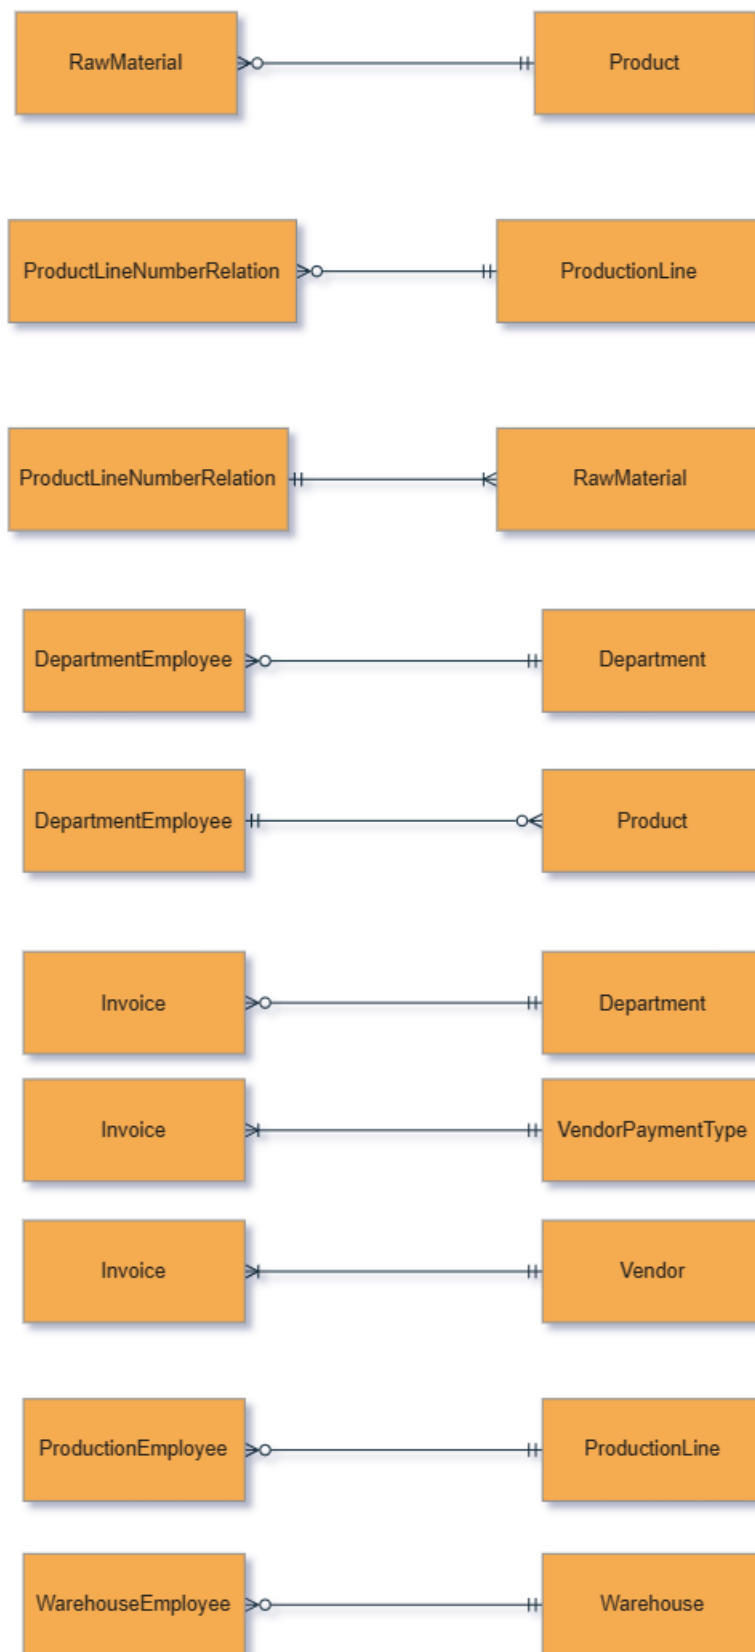 RawMaterial
Product
ProductLineNumberRelation
ProductionLine
ProductLineNumberRelation
RawMaterial
DepartmentEmployee
Department
DepartmentEmployee
Product
Invoice
Department
Invoice
VendorPaymentType
Invoice
Vendor
ProductionEmployee
ProductionLine
WarehouseEmployee
Warehouse